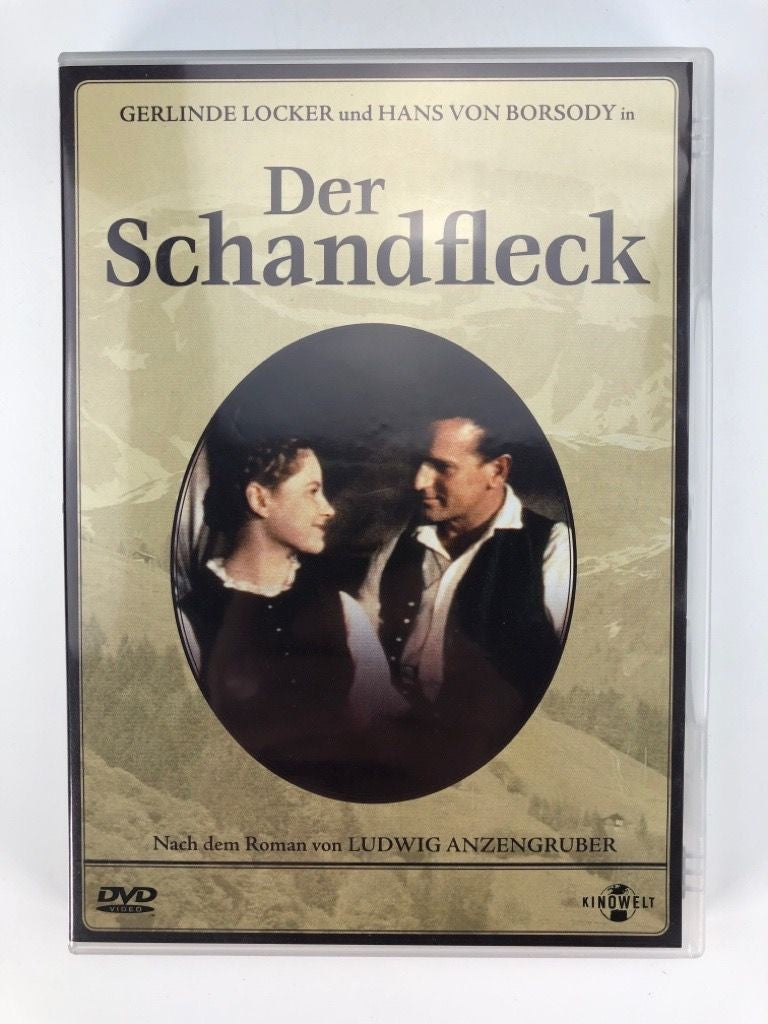 GERLINDE LOCKER und HANS VON BORSODY in
Der
Schandfleck
Nach dem Roman von LUDWIG ANZENGRUBER
DVD
VIDEO
KINOWELT